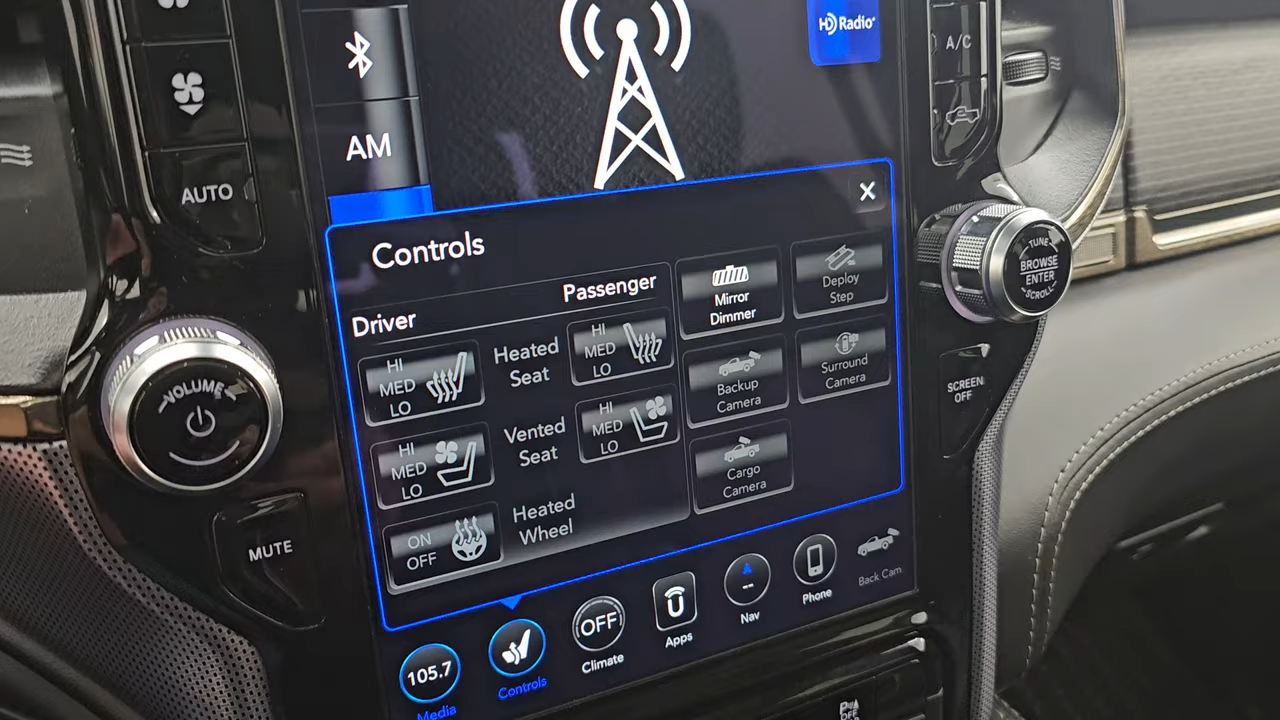 HD Radio
A/C
AM
AUTO
Controls
TUNE
BROWSE
ENTER
SCROLL
Driver
Passenger
HI
MED
LO
Heated
Seat
HI
MED
LO
Mirror
Dimmer
Deploy
Step
VOLUME
HI
MED
LO
Vented
Seat
HI
MED
LO
Backup
Camera
Surround
Camera
SCREEN
OFF
ON
OFF
Heated
Wheel
Cargo
Camera
MUTE
105.7
Media
Controls
OFF
Climate
Apps
--
Nav
Phone
Back Cam
OFF